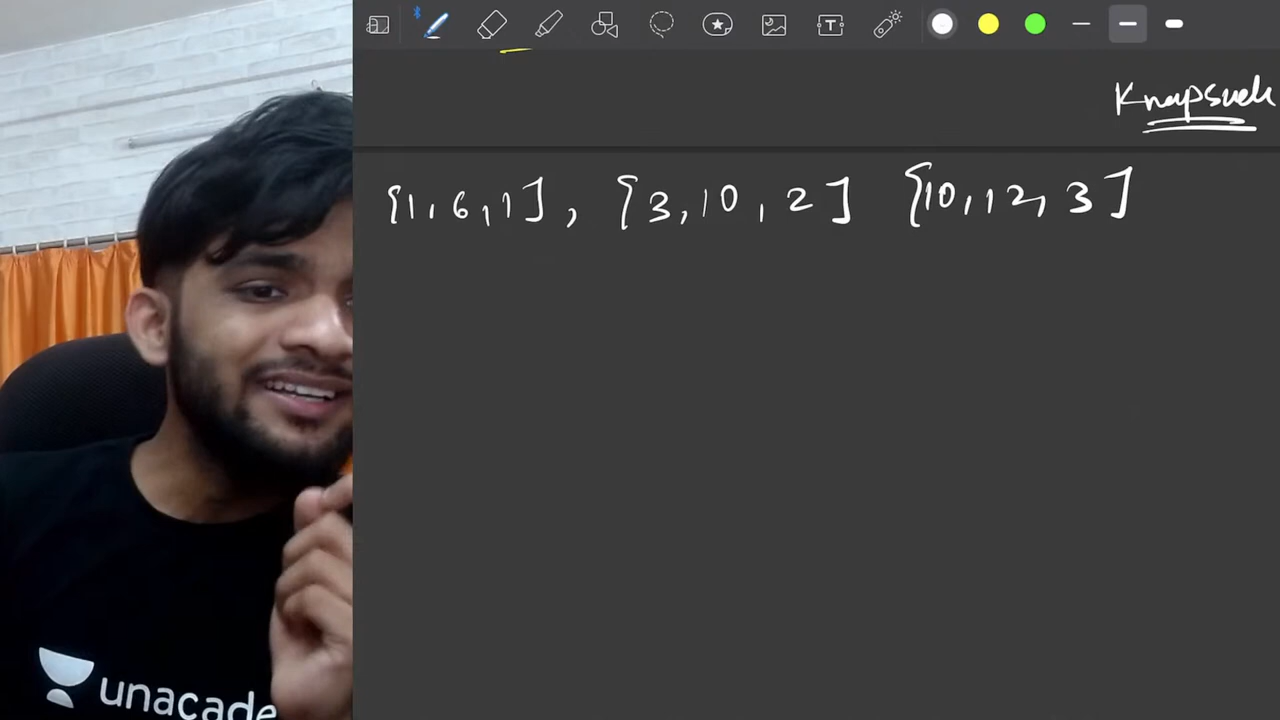 Knapsack
[1, 6, 1], [3, 10, 2] [10, 12, 3]
unacade